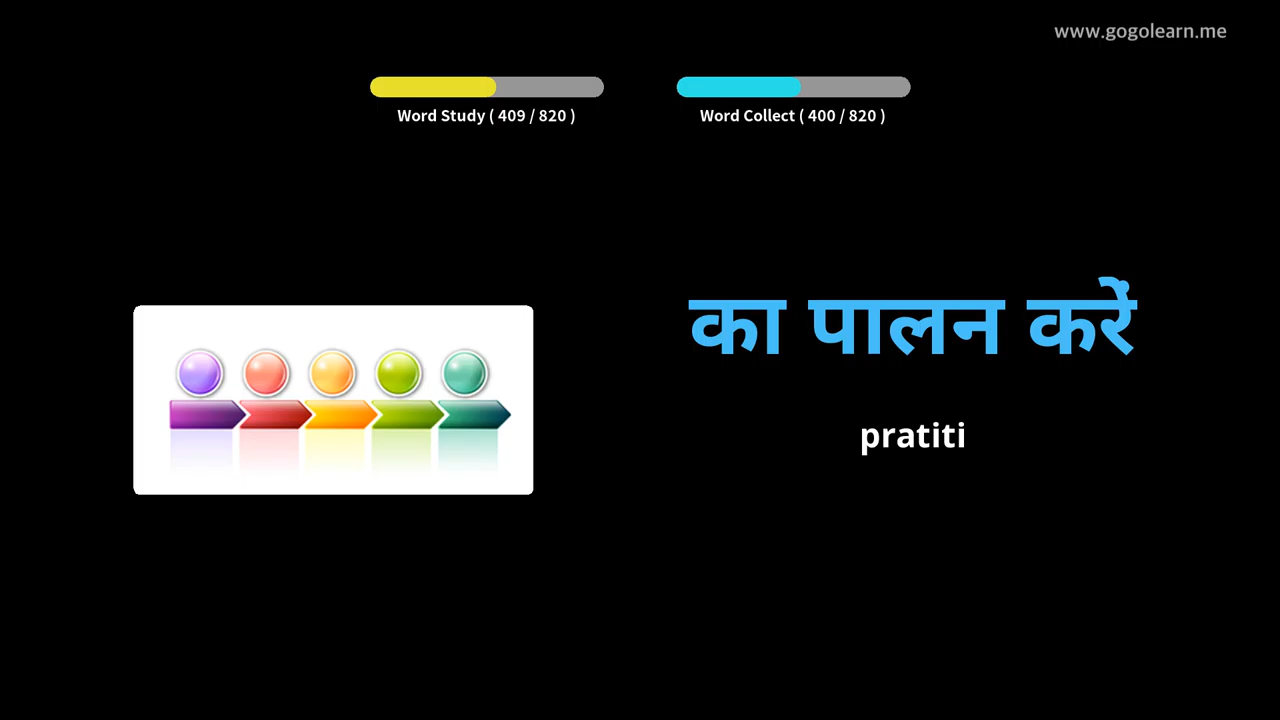 www.gogolearn.me
Word Study ( 409 / 820 )
Word Collect ( 400 / 820 )
का पालन करें
pratiti